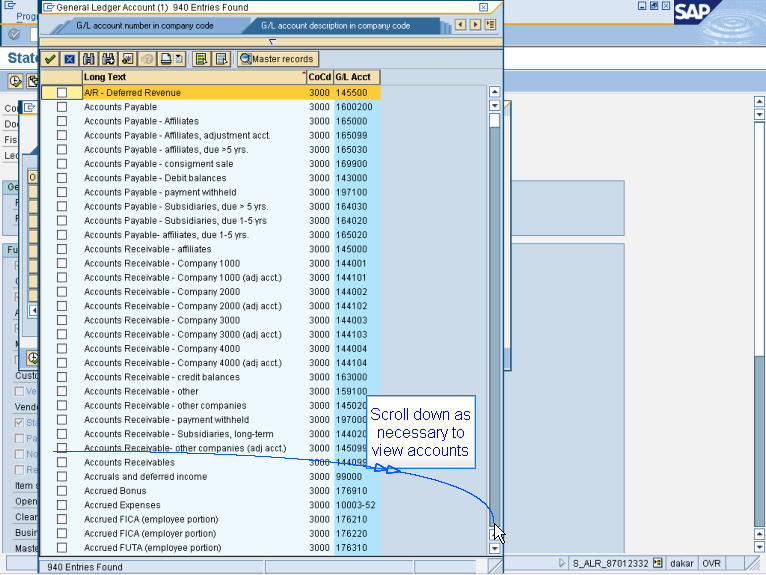 General Ledger Account (1)  940 Entries Found
G/L account number in company code
G/L account description in company code
SAP
Master records
Long Text CoCd G/L Acct
A/R - Deferred Revenue 3000 145500
Accounts Payable 3000 1600200
Accounts Payable - Affiliates 3000 165000
Accounts Payable - Affiliates, adjustment acct. 3000 165099
Accounts Payable - affiliates, due >5 yrs. 3000 165030
Accounts Payable - consigment sale 3000 169900
Accounts Payable - Debit balances 3000 143000
Accounts Payable - payment withheld 3000 197100
Accounts Payable - Subsidiaries, due > 5 yr. 3000 164030
Accounts Payable - Subsidiaries, due 1-5 yrs 3000 164020
Accounts Payable- affiliates, due 1-5 yrs. 3000 165020
Accounts Receivable - affiliates 3000 145000
Accounts Receivable - Company 1000 3000 144001
Accounts Receivable - Company 1000 (adj acct.) 3000 144101
Accounts Receivable - Company 2000 3000 144002
Accounts Receivable - Company 2000 (adj acct.) 3000 144102
Accounts Receivable - Company 3000 3000 144003
Accounts Receivable - Company 3000 (adj acct.) 3000 144103
Accounts Receivable - Company 4000 3000 144004
Accounts Receivable - Company 4000 (adj acct.) 3000 144104
Accounts Receivable - credit balances 3000 163000
Accounts Receivable - other 3000 159100
Accounts Receivable - other companies 3000 145020
Accounts Receivable - payment withheld 3000 197000
Accounts Receivable - Subsidiaries, long-term 3000 144020
Accounts Receivable- other companies (adj acct.) 3000 145099
Accounts Receivables 3000 144099
Accruals and deferred income 3000 99000
Accrued Bonus 3000 176910
Accrued Expenses 3000 10003-52
Accrued FICA (employee portion) 3000 176210
Accrued FICA (employer portion) 3000 176220
Accrued FUTA (employee portion) 3000 176310
Scroll down as
necessary to
view accounts
940 Entries Found
S_ALR_87012332 dakar OVR